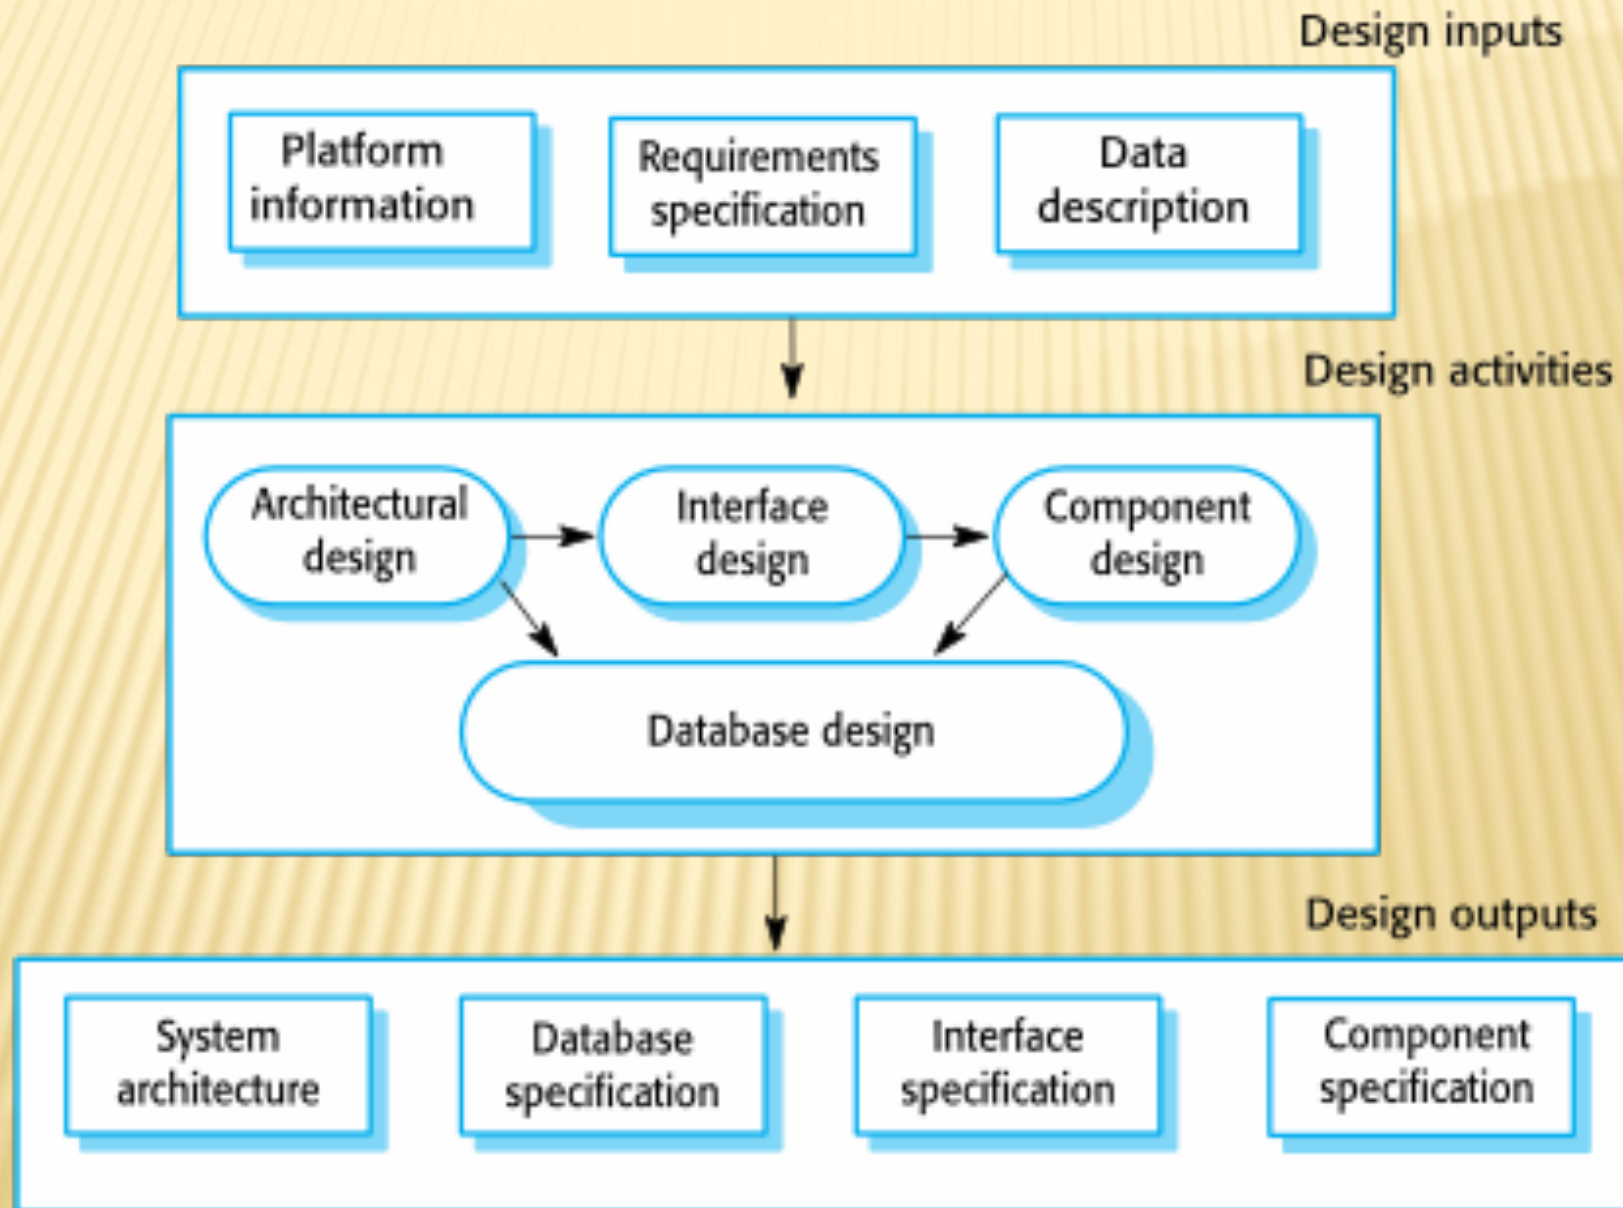 Design inputs
Platform
information
Requirements
specification
Data
description
Design activities
Architectural
design
Interface
design
Component
design
Database design
Design outputs
System
architecture
Database
specification
Interface
specification
Component
specification